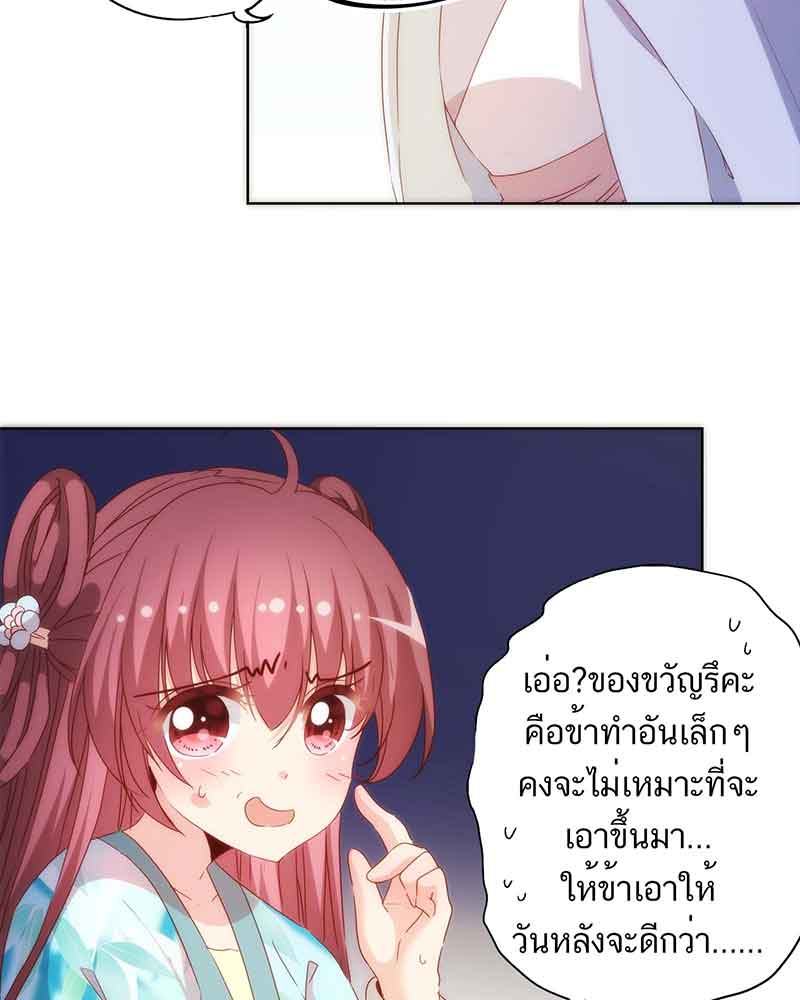 เอ่อ?ของขวัญรึคะ
คือข้าทำอันเล็กๆ
คงจะไม่เหมาะที่จะ
เอาขึ้นมา...
ให้ข้าเอาให้
วันหลังจะดีกว่า......